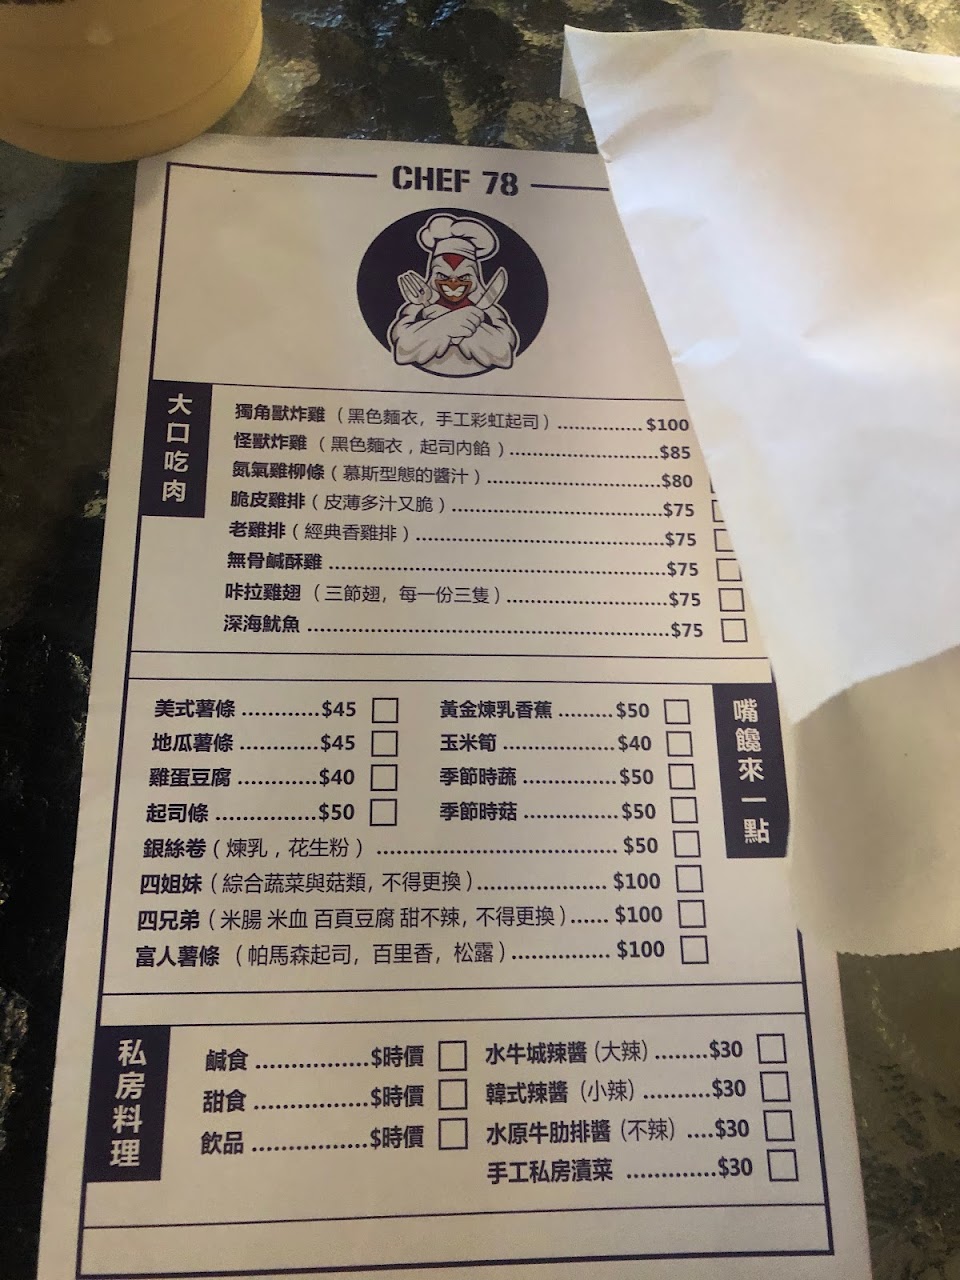 CHEF 78
大口吃肉
獨角獸炸雞（黑色麵衣，手工彩虹起司）................ $100
怪獸炸雞（黑色麵衣，起司內餡）.........................$85
氮氣雞柳條（慕斯型態的醬汁）..............................$80
脆皮雞排（皮薄多汁又脆）....................................$75
老雞排（經典香雞排）..........................................$75
無骨鹹酥雞..........................................................$75
咔拉雞翅（三節翅，每一份三隻）...........................$75
深海魷魚..............................................................$75
嘴饞來一點
美式薯條............$45 黃金煉乳香蕉.........$50
地瓜薯條............$45 玉米筍..................$40
雞蛋豆腐............$40 季節時蔬...............$50
起司條...............$50 季節時菇...............$50
銀絲卷（煉乳，花生粉）....................................$50
四姐妹（綜合蔬菜與菇類，不得更換）................... $100
四兄弟（米腸 米血 百頁豆腐 甜不辣，不得更換）...... $100
富人薯條（帕馬森起司，百里香，松露）................ $100
私房料理
鹹食..................$時價 水牛城辣醬(大辣)........$30
甜食..................$時價 韓式辣醬（小辣）...........$30
飲品..................$時價 水原牛肋排醬(不辣)....$30
手工私房漬菜..............$30